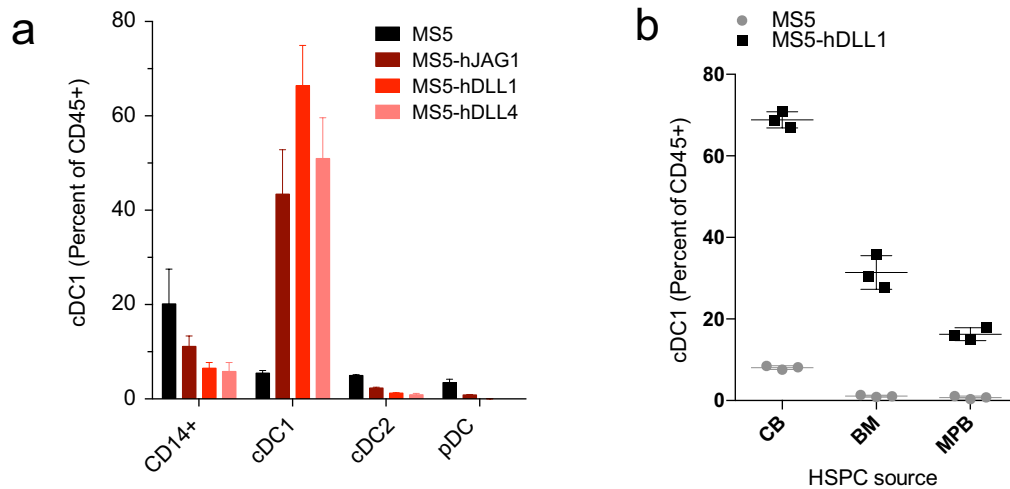 a
cDC1 (Percent of CD45+)
80
60
40
20
0
CD14+
cDC1
cDC2
pDC
MS5
MS5-hJAG1
MS5-hDLL1
MS5-hDLL4
b
MS5
MS5-hDLL1
cDC1 (Percent of CD45+)
80
60
40
20
0
CB
BM
MPB
HSPC source